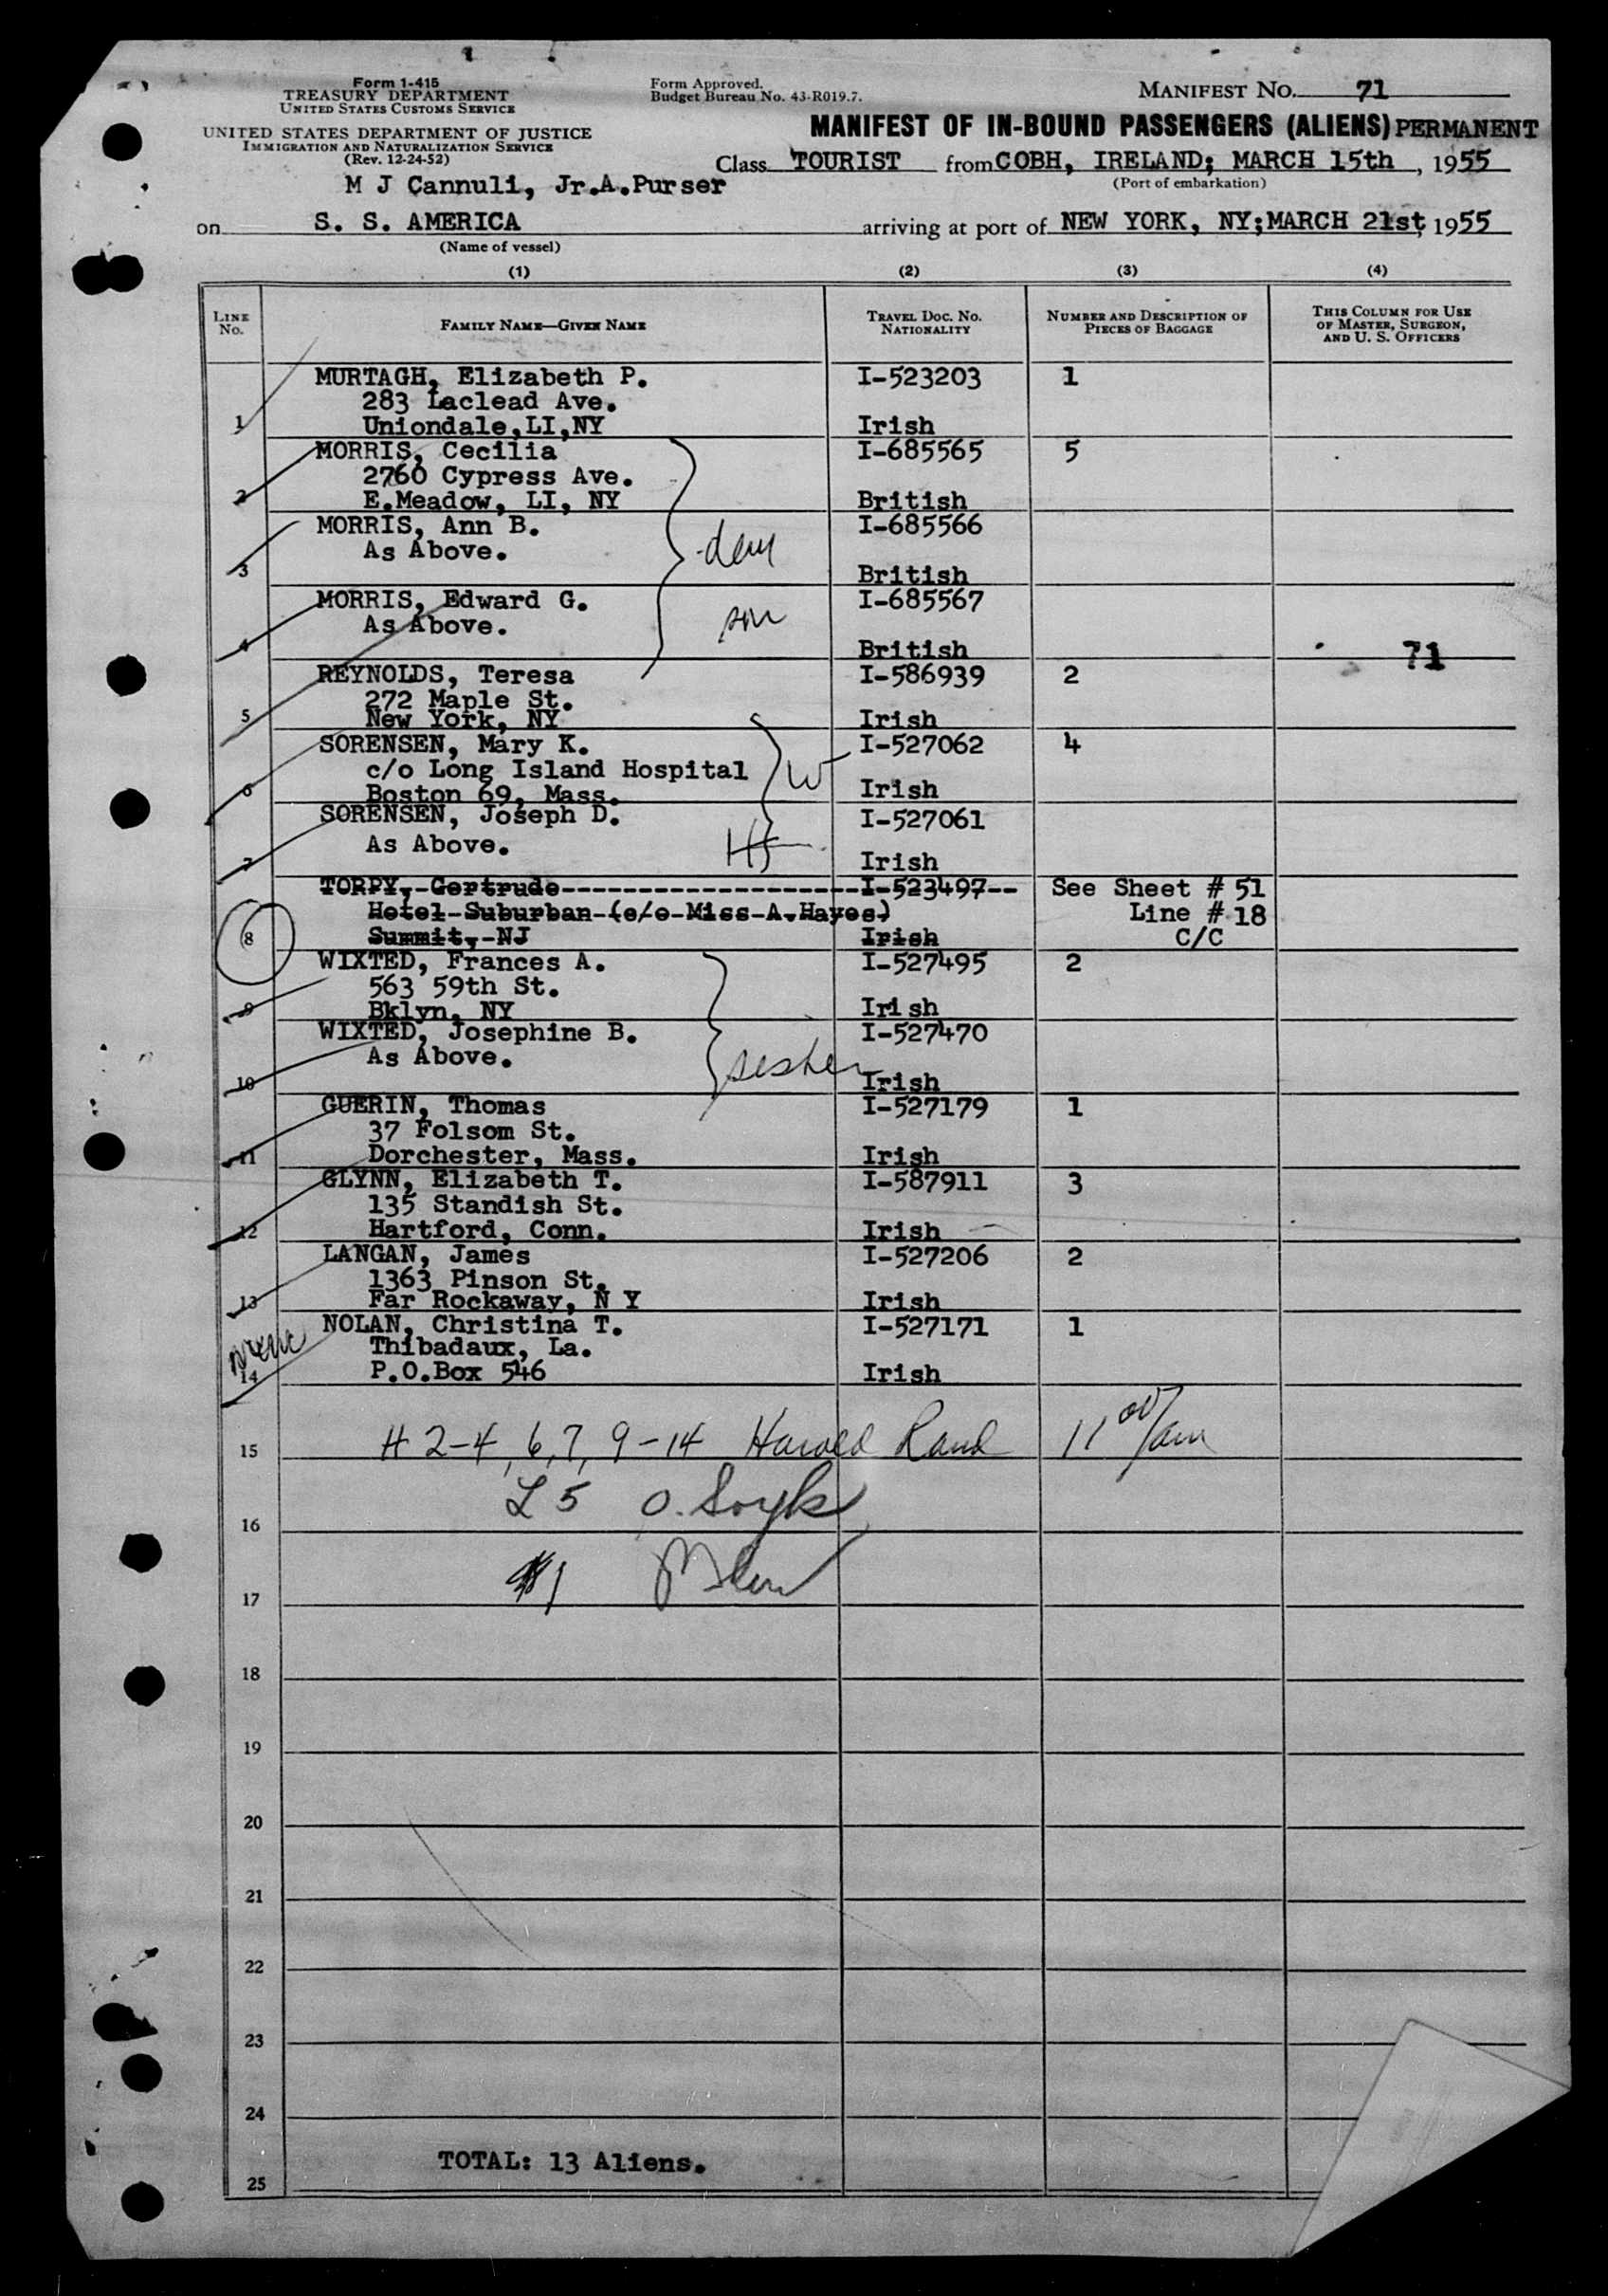 Form 1-415
TREASURY DEPARTMENT
UNITED STATES CUSTOMS SERVICE
UNITED STATES DEPARTMENT OF JUSTICE
IMMIGRATION AND NATURALIZATION SERVICE
(Rev. 12-24-52)
Form Approved.
Budget Bureau No. 43-R019.7.
MANIFEST No. 71
MANIFEST OF IN-BOUND PASSENGERS (ALIENS) PERMANENT
Class TOURIST from COBH, IRELAND; MARCH 15th, 1955
(Port of embarkation)
M J Cannuli, Jr.A.Purser
on S. S. AMERICA arriving at port of NEW YORK, NY;MARCH 21st, 1955
(Name of vessel)
(1) (2) (3) (4)
LINE No. FAMILY NAME—GIVEN NAME TRAVEL DOC. NO. NATIONALITY NUMBER AND DESCRIPTION OF PIECES OF BAGGAGE THIS COLUMN FOR USE OF MASTER, SURGEON, AND U. S. OFFICERS
MURTAGH, Elizabeth P. I-523203 1
283 Laclead Ave.
1 Uniondale,LI,NY Irish
MORRIS, Cecilia I-685565 5
2760 Cypress Ave.
2 E.Meadow, LI, NY British
MORRIS, Ann B. I-685566
As Above.
3 British
MORRIS, Edward G. I-685567
As Above. son
4 British 71
REYNOLDS, Teresa I-586939 2
272 Maple St.
5 New York, NY Irish
SORENSEN, Mary K. I-527062 4
c/o Long Island Hospital W
6 Boston 69, Mass. Irish
SORENSEN, Joseph D. I-527061
As Above. H
7 Irish
TORPY, Gertrude I-523497-- See Sheet # 51
Hotel-Suburban-(c/o-Miss-A.Hayes) Line # 18
8 Summit,-NJ Irish C/C
WIXTED, Frances A. I-527495 2
563 59th St.
9 Bklyn, NY Irish
WIXTED, Josephine B. I-527470
As Above. sister
10 Irish
GUERIN, Thomas I-527179 1
37 Folsom St.
11 Dorchester, Mass. Irish
GLYNN, Elizabeth T. I-587911 3
135 Standish St.
12 Hartford, Conn. Irish
LANGAN, James I-527206 2
1363 Pinson St.
13 Far Rockaway, N Y Irish
NOLAN, Christina T. I-527171 1
Thibadaux, La.
14 P.O.Box 546 Irish
15 # 2-4, 6,7, 9-14 Harold Rand 11 00/am
16 L 5 O.
17 1
18
19
20
21
22
23
24
TOTAL: 13 Aliens.
25